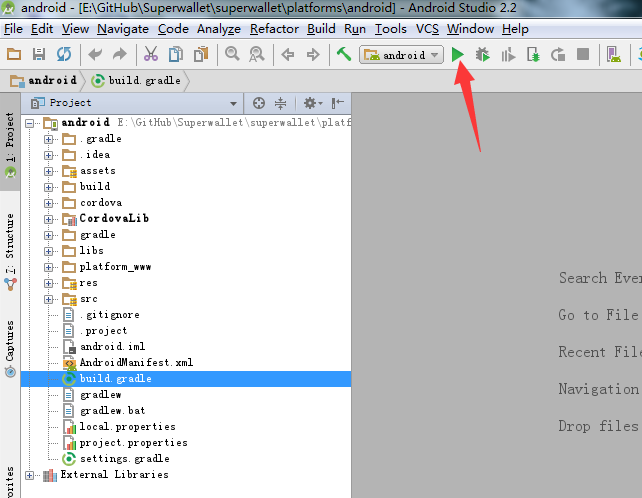 android - [E:\GitHub\Superwallet\superwallet\platforms\android] - Android Studio 2.2
File Edit View Navigate Code Analyze Refactor Build Run Tools VCS Window Help
android
android build.gradle
Project
1: Project
7: Structure
Captures
android E:\GitHub\Superwallet\superwallet\platf
.gradle
.idea
assets
build
cordova
CordovaLib
gradle
libs
platform_www
res
src
.gitignore
.project
android.iml
AndroidManifest.xml
build.gradle
gradlew
gradlew.bat
local.properties
project.properties
settings.gradle
External Libraries
Search Ever
Go to File
Recent File
Navigation
Drop files